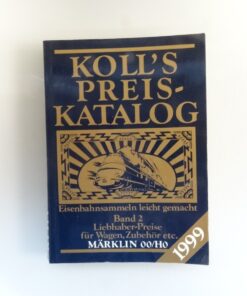 KOLL'S
PREIS-
KATALOG
Eisenbahnsammeln leicht gemacht
Band 2
Liebhaber-Preise
für Wagen, Zubehör etc.
MÄRKLIN 00/H0
1999